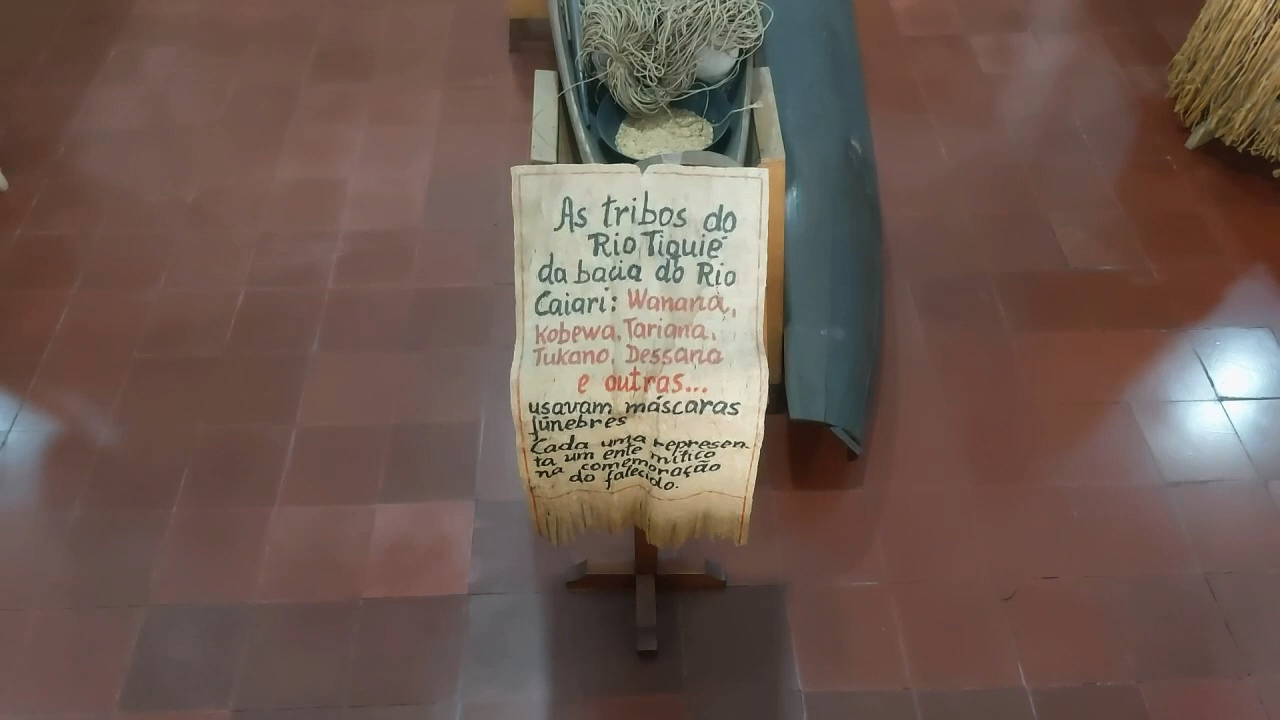 As tribos do
Rio Tiquié
da bacia do Rio
Caiari: Wanana,
Kobewa, Tariana,
Tukano, Dessana
e outras...
usavam máscaras
fúnebres
Cada uma represen
ta um ente mítico
na comemoração
do falecido.